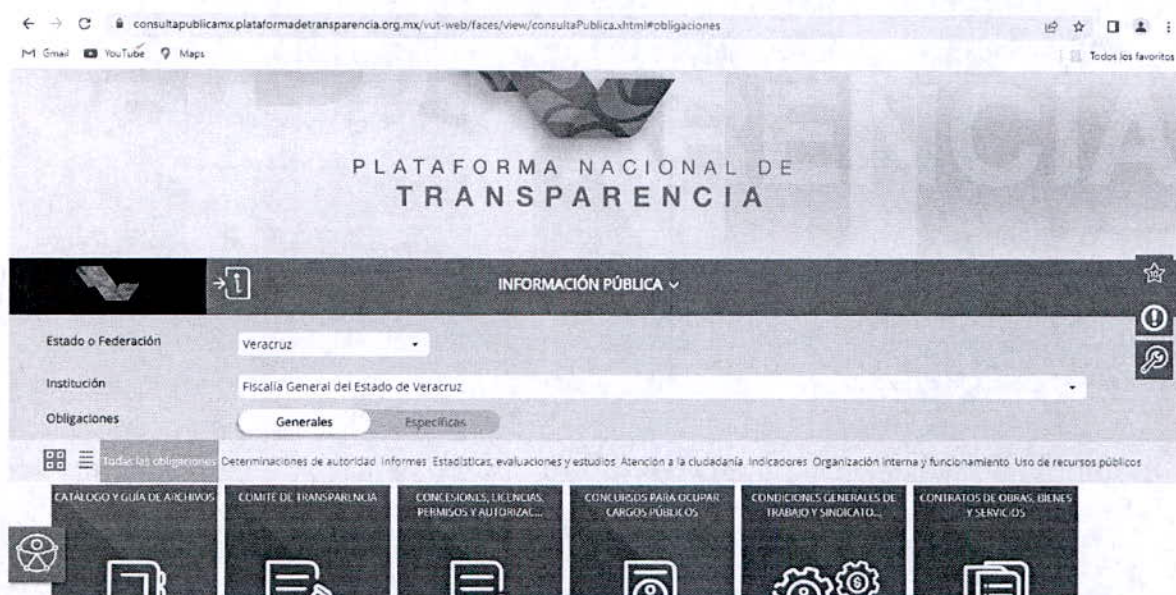 consultapublicamx.plataformadetransparencia.org.mx/vut-web/faces/view/consultaPublica.xhtml#obligaciones
Gmail YouTube Maps Todos los favoritos
PLATAFORMA NACIONAL DE
TRANSPARENCIA
INFORMACIÓN PÚBLICA
Estado o Federación Veracruz
Institución Fiscalía General del Estado de Veracruz
Obligaciones Generales Específicas
Todas las obligaciones Determinaciones de autoridad Informes Estadísticas, evaluaciones y estudios Atención a la ciudadanía Indicadores Organización interna y funcionamiento Uso de recursos públicos
CATÁLOGO Y GUÍA DE ARCHIVOS COMITÉ DE TRANSPARENCIA CONCESIONES, LICENCIAS, CONCURSOS PARA OCUPAR CONDICIONES GENERALES DE CONTRATOS DE OBRAS, BIENES
PERMISOS Y AUTORIZAC... CARGOS PÚBLICOS TRABAJO Y SINDICATO... Y SERVICIOS